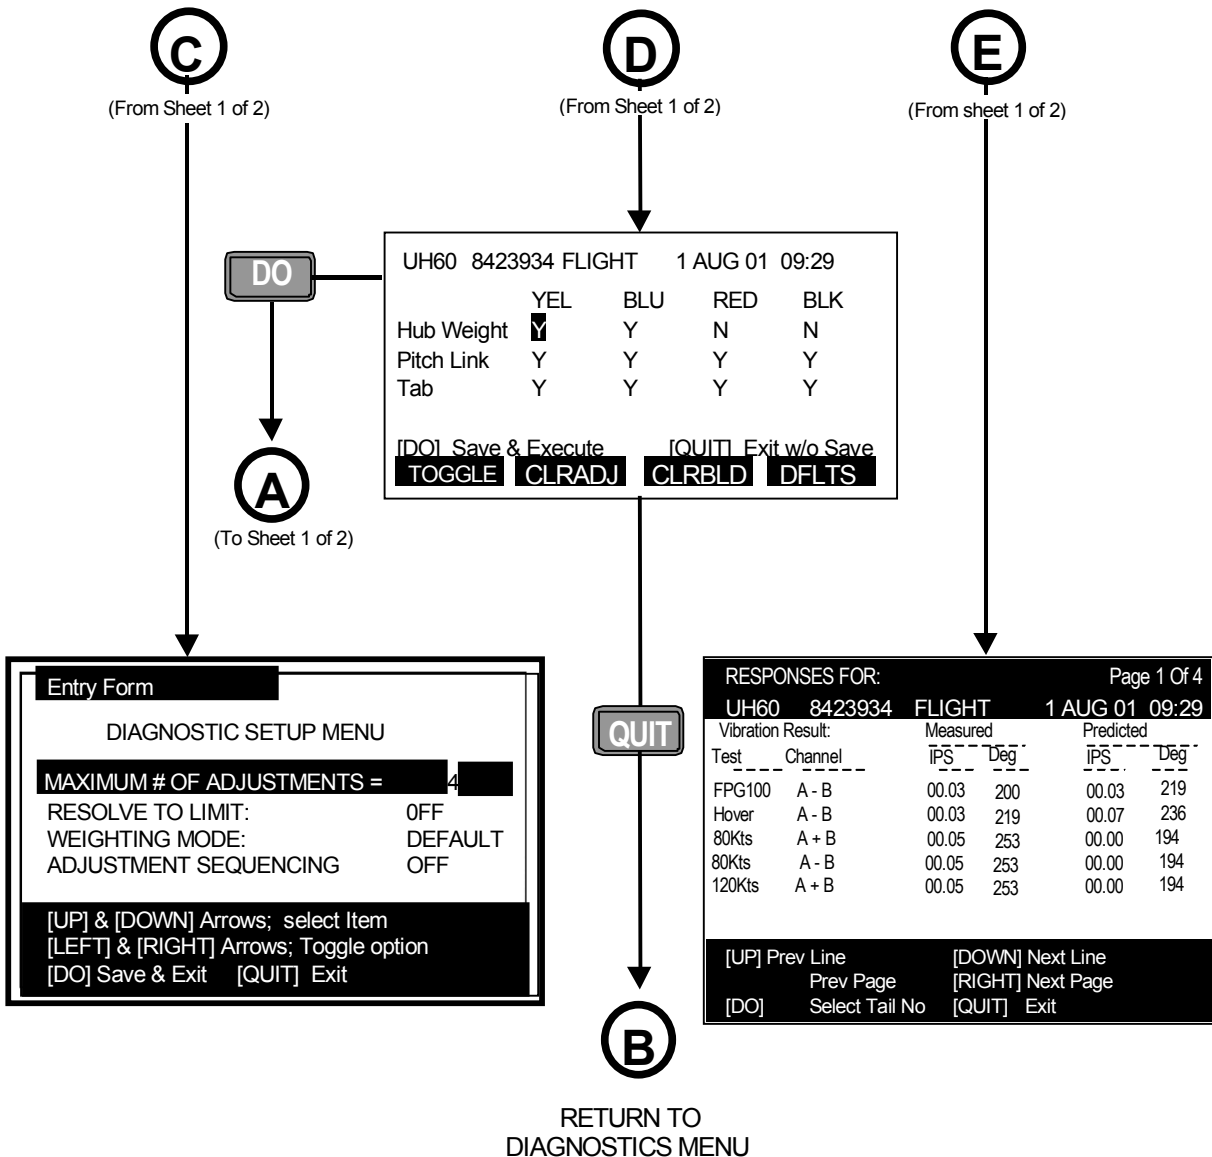 C
D
E
(From Sheet 1 of 2)
(From Sheet 1 of 2)
(From sheet 1 of 2)
DO
UH60 8423934 FLIGHT 1 AUG 01 09:29
YEL BLU RED BLK
Hub Weight Y Y N N
Pitch Link Y Y Y Y
Tab Y Y Y Y
[DO] Save & Execute [QUIT] Exit w/o Save
TOGGLE CLRADJ CLRBLD DFLTS
A
(To Sheet 1 of 2)
Entry Form
DIAGNOSTIC SETUP MENU
MAXIMUM # OF ADJUSTMENTS = 4
RESOLVE TO LIMIT: 0FF
WEIGHTING MODE: DEFAULT
ADJUSTMENT SEQUENCING OFF
[UP] & [DOWN] Arrows; select Item
[LEFT] & [RIGHT] Arrows; Toggle option
[DO] Save & Exit [QUIT] Exit
QUIT
RESPONSES FOR: Page 1 Of 4
UH60 8423934 FLIGHT 1 AUG 01 09:29
Vibration Result: Measured Predicted
Test Channel IPS Deg IPS Deg
FPG100 A - B 00.03 200 00.03 219
Hover A - B 00.03 219 00.07 236
80Kts A + B 00.05 253 00.00 194
80Kts A - B 00.05 253 00.00 194
120Kts A + B 00.05 253 00.00 194
[UP] Prev Line [DOWN] Next Line
Prev Page [RIGHT] Next Page
[DO] Select Tail No [QUIT] Exit
B
RETURN TO
DIAGNOSTICS MENU